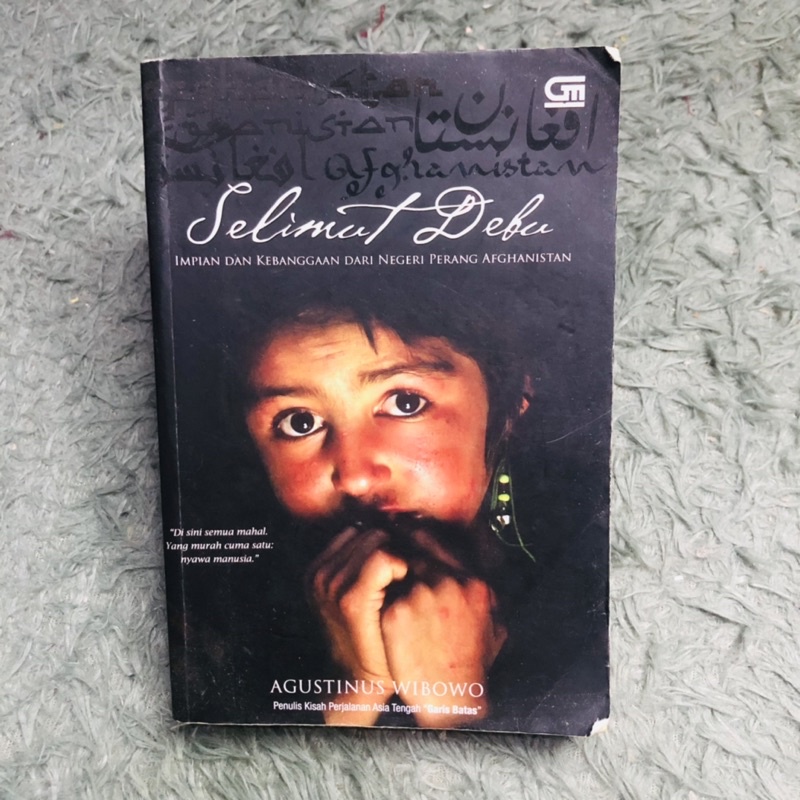 GM
افغانستان
Afghanistan
Selimut Debu
IMPIAN DAN KEBANGGAAN DARI NEGERI PERANG AFGHANISTAN
"Di sini semua mahal.
Yang murah cuma satu:
nyawa manusia."
AGUSTINUS WIBOWO
Penulis Kisah Perjalanan Asia Tengah "Garis Batas"